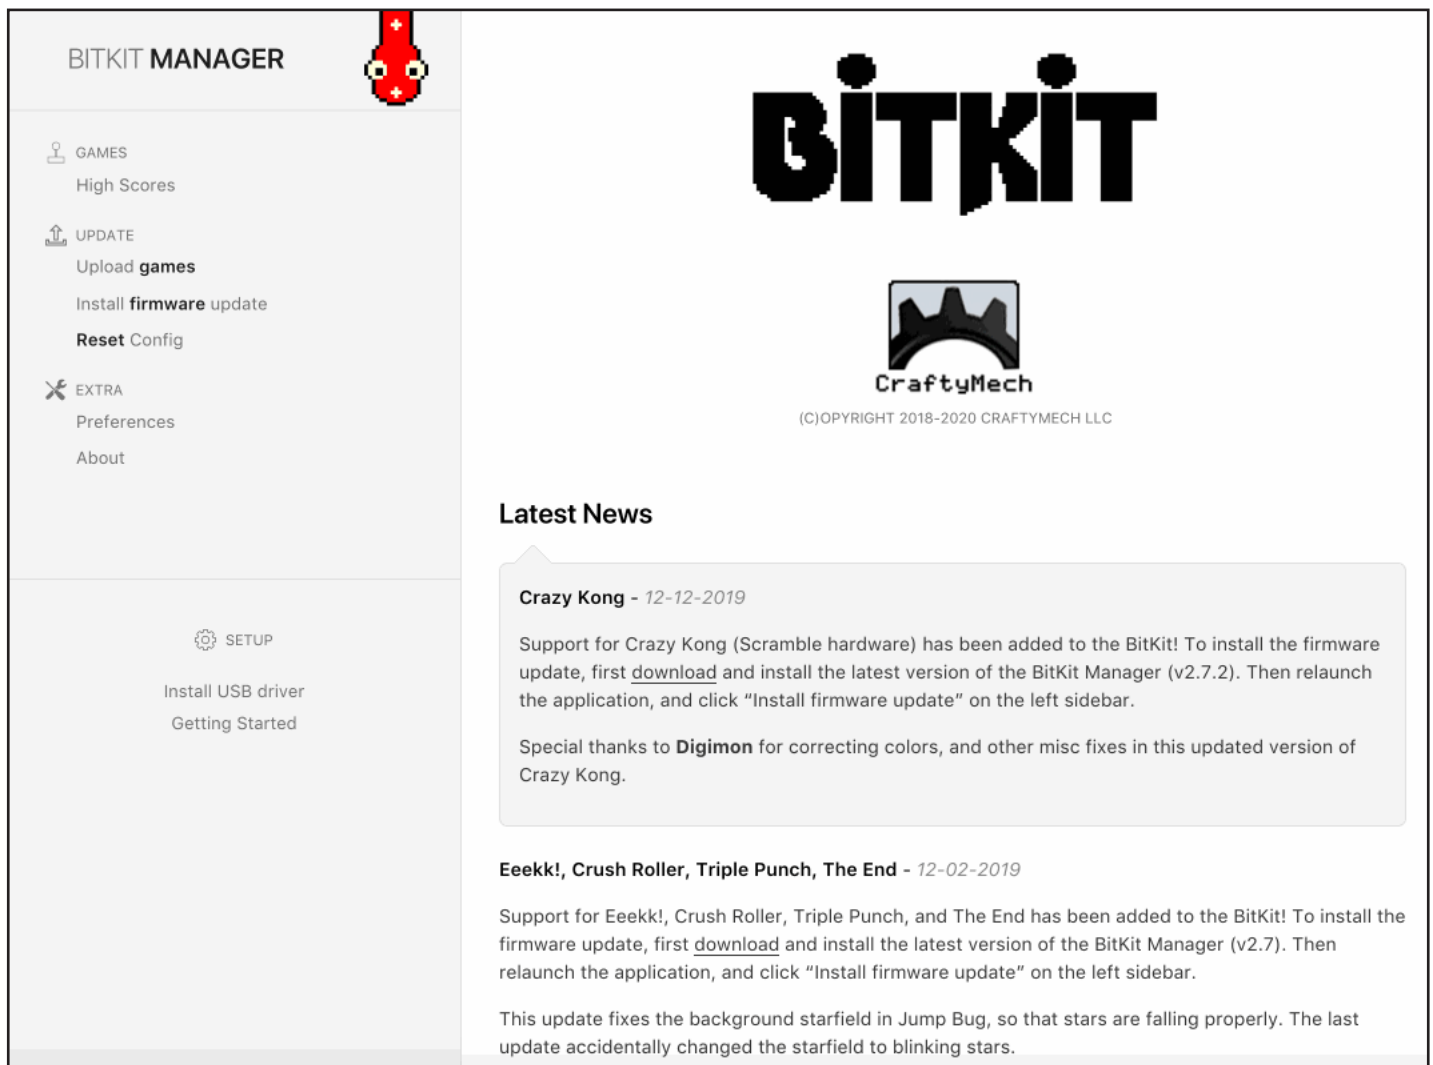 BITKIT MANAGER
GAMES
High Scores
UPDATE
Upload games
Install firmware update
Reset Config
EXTRA
Preferences
About
SETUP
Install USB driver
Getting Started
BiTKiT
CraftyMech
(C)OPYRIGHT 2018-2020 CRAFTYMECH LLC
Latest News
Crazy Kong - 12-12-2019
Support for Crazy Kong (Scramble hardware) has been added to the BitKit! To install the firmware
update, first download and install the latest version of the BitKit Manager (v2.7.2). Then relaunch
the application, and click “Install firmware update” on the left sidebar.
Special thanks to Digimon for correcting colors, and other misc fixes in this updated version of
Crazy Kong.
Eeekk!, Crush Roller, Triple Punch, The End - 12-02-2019
Support for Eeekk!, Crush Roller, Triple Punch, and The End has been added to the BitKit! To install the
firmware update, first download and install the latest version of the BitKit Manager (v2.7). Then
relaunch the application, and click “Install firmware update” on the left sidebar.
This update fixes the background starfield in Jump Bug, so that stars are falling properly. The last
update accidentally changed the starfield to blinking stars.